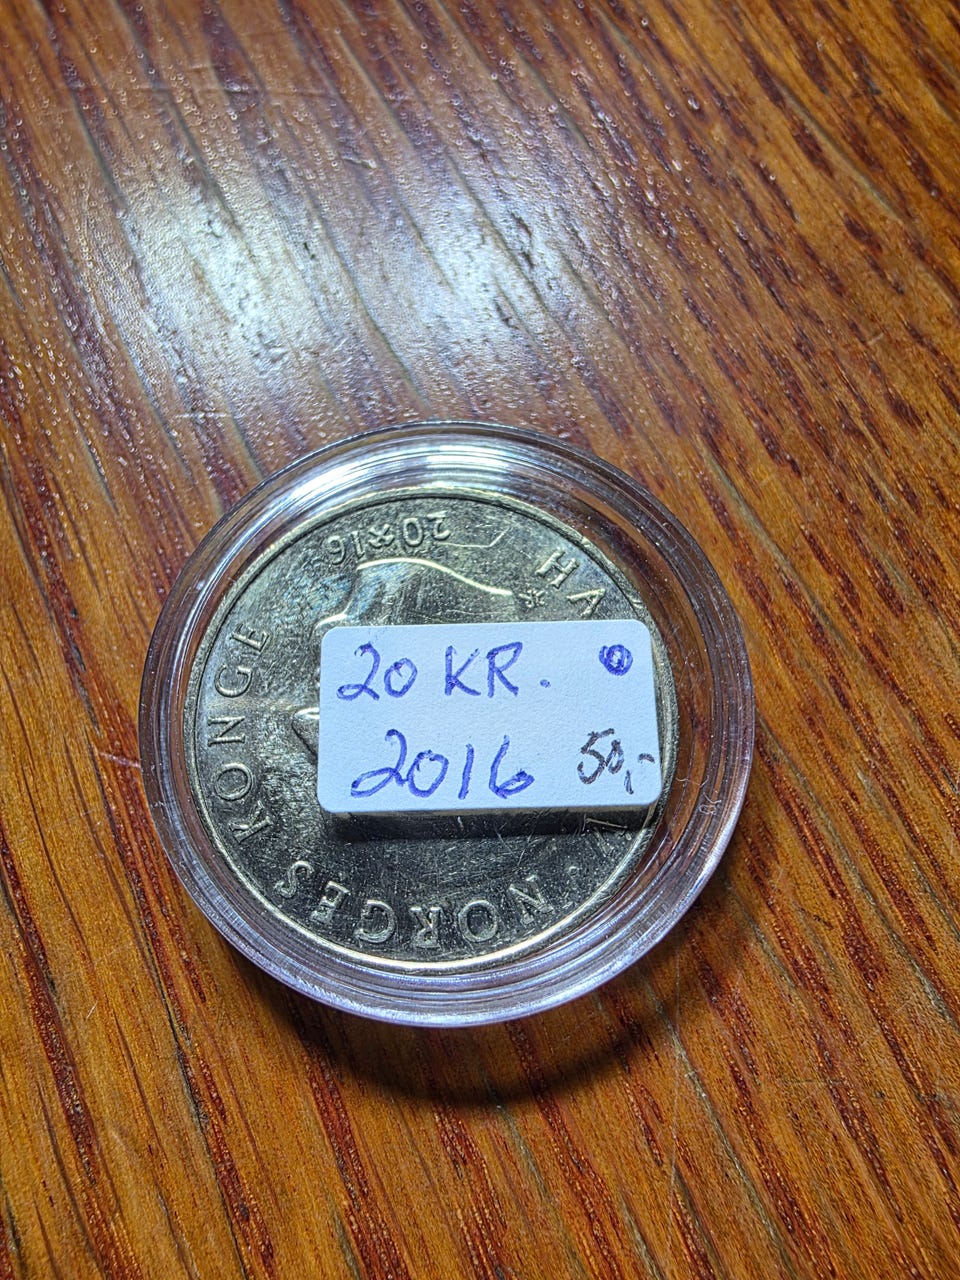 20 KR.
2016 50,-
HA
NORGES KONGE
20 16